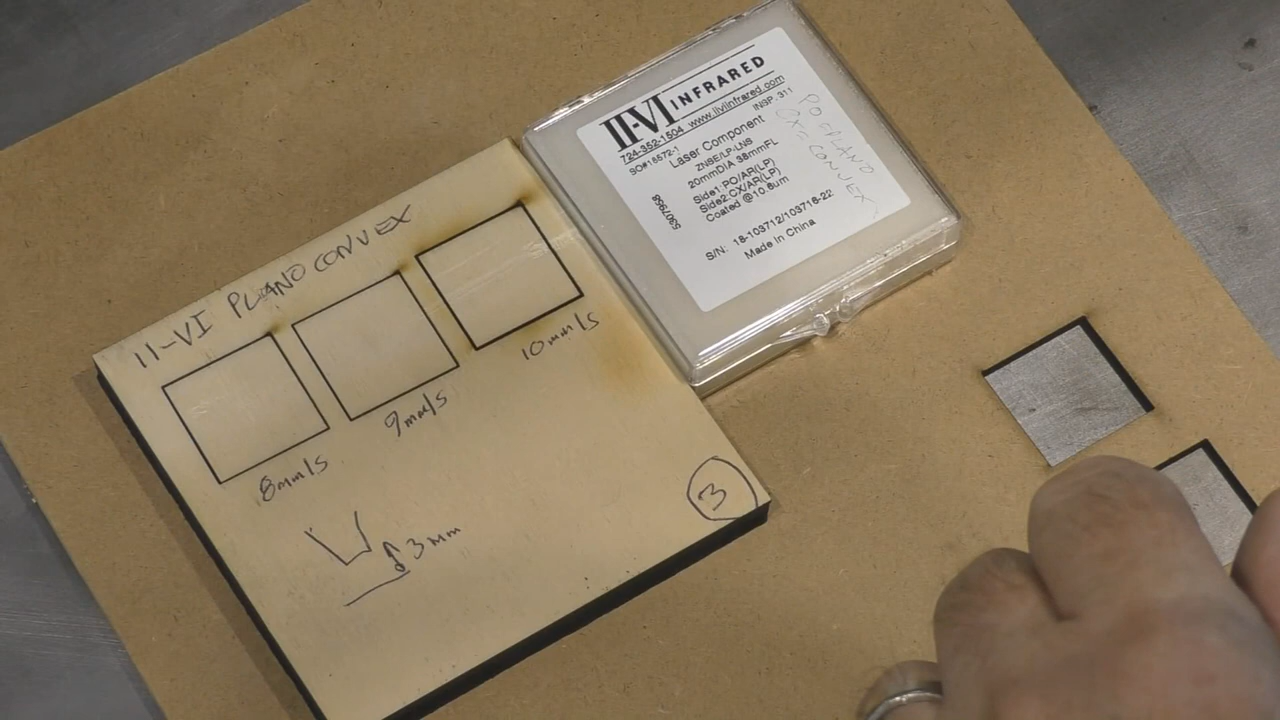 II-VI INFRARED
724-352-1504 www.iiviinfrared.com
SO#16572-1
INSP. 311
Laser Component
ZNSE/LP-LNS
20mmDIA 38mmFL
Side1:PO/AR(LP)
Side2:CX/AR(LP)
Coated @10.6um
5307968
S/N: 18-103712/103718-22
Made in China
PO = PLANO
CX = CONVEX
II-VI PLANO CONVEX
8mm/s
9mm/s
10mm/s
3mm
3